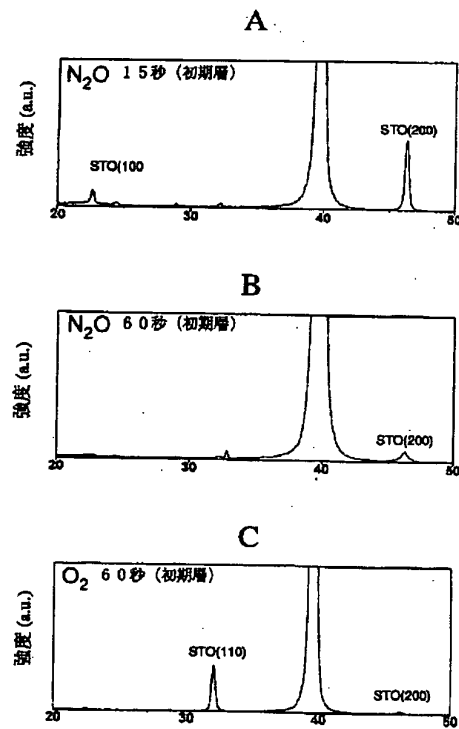 A
N₂O 15秒 (初期層)
強度 (a.u.)
STO(100
STO(200)
20 30 40 50
B
N₂O 60秒 (初期層)
強度 (a.u.)
STO(200)
20 30 40 50
C
O₂ 60秒 (初期層)
強度 (a.u.)
STO(110)
STO(200)
20 30 40 50